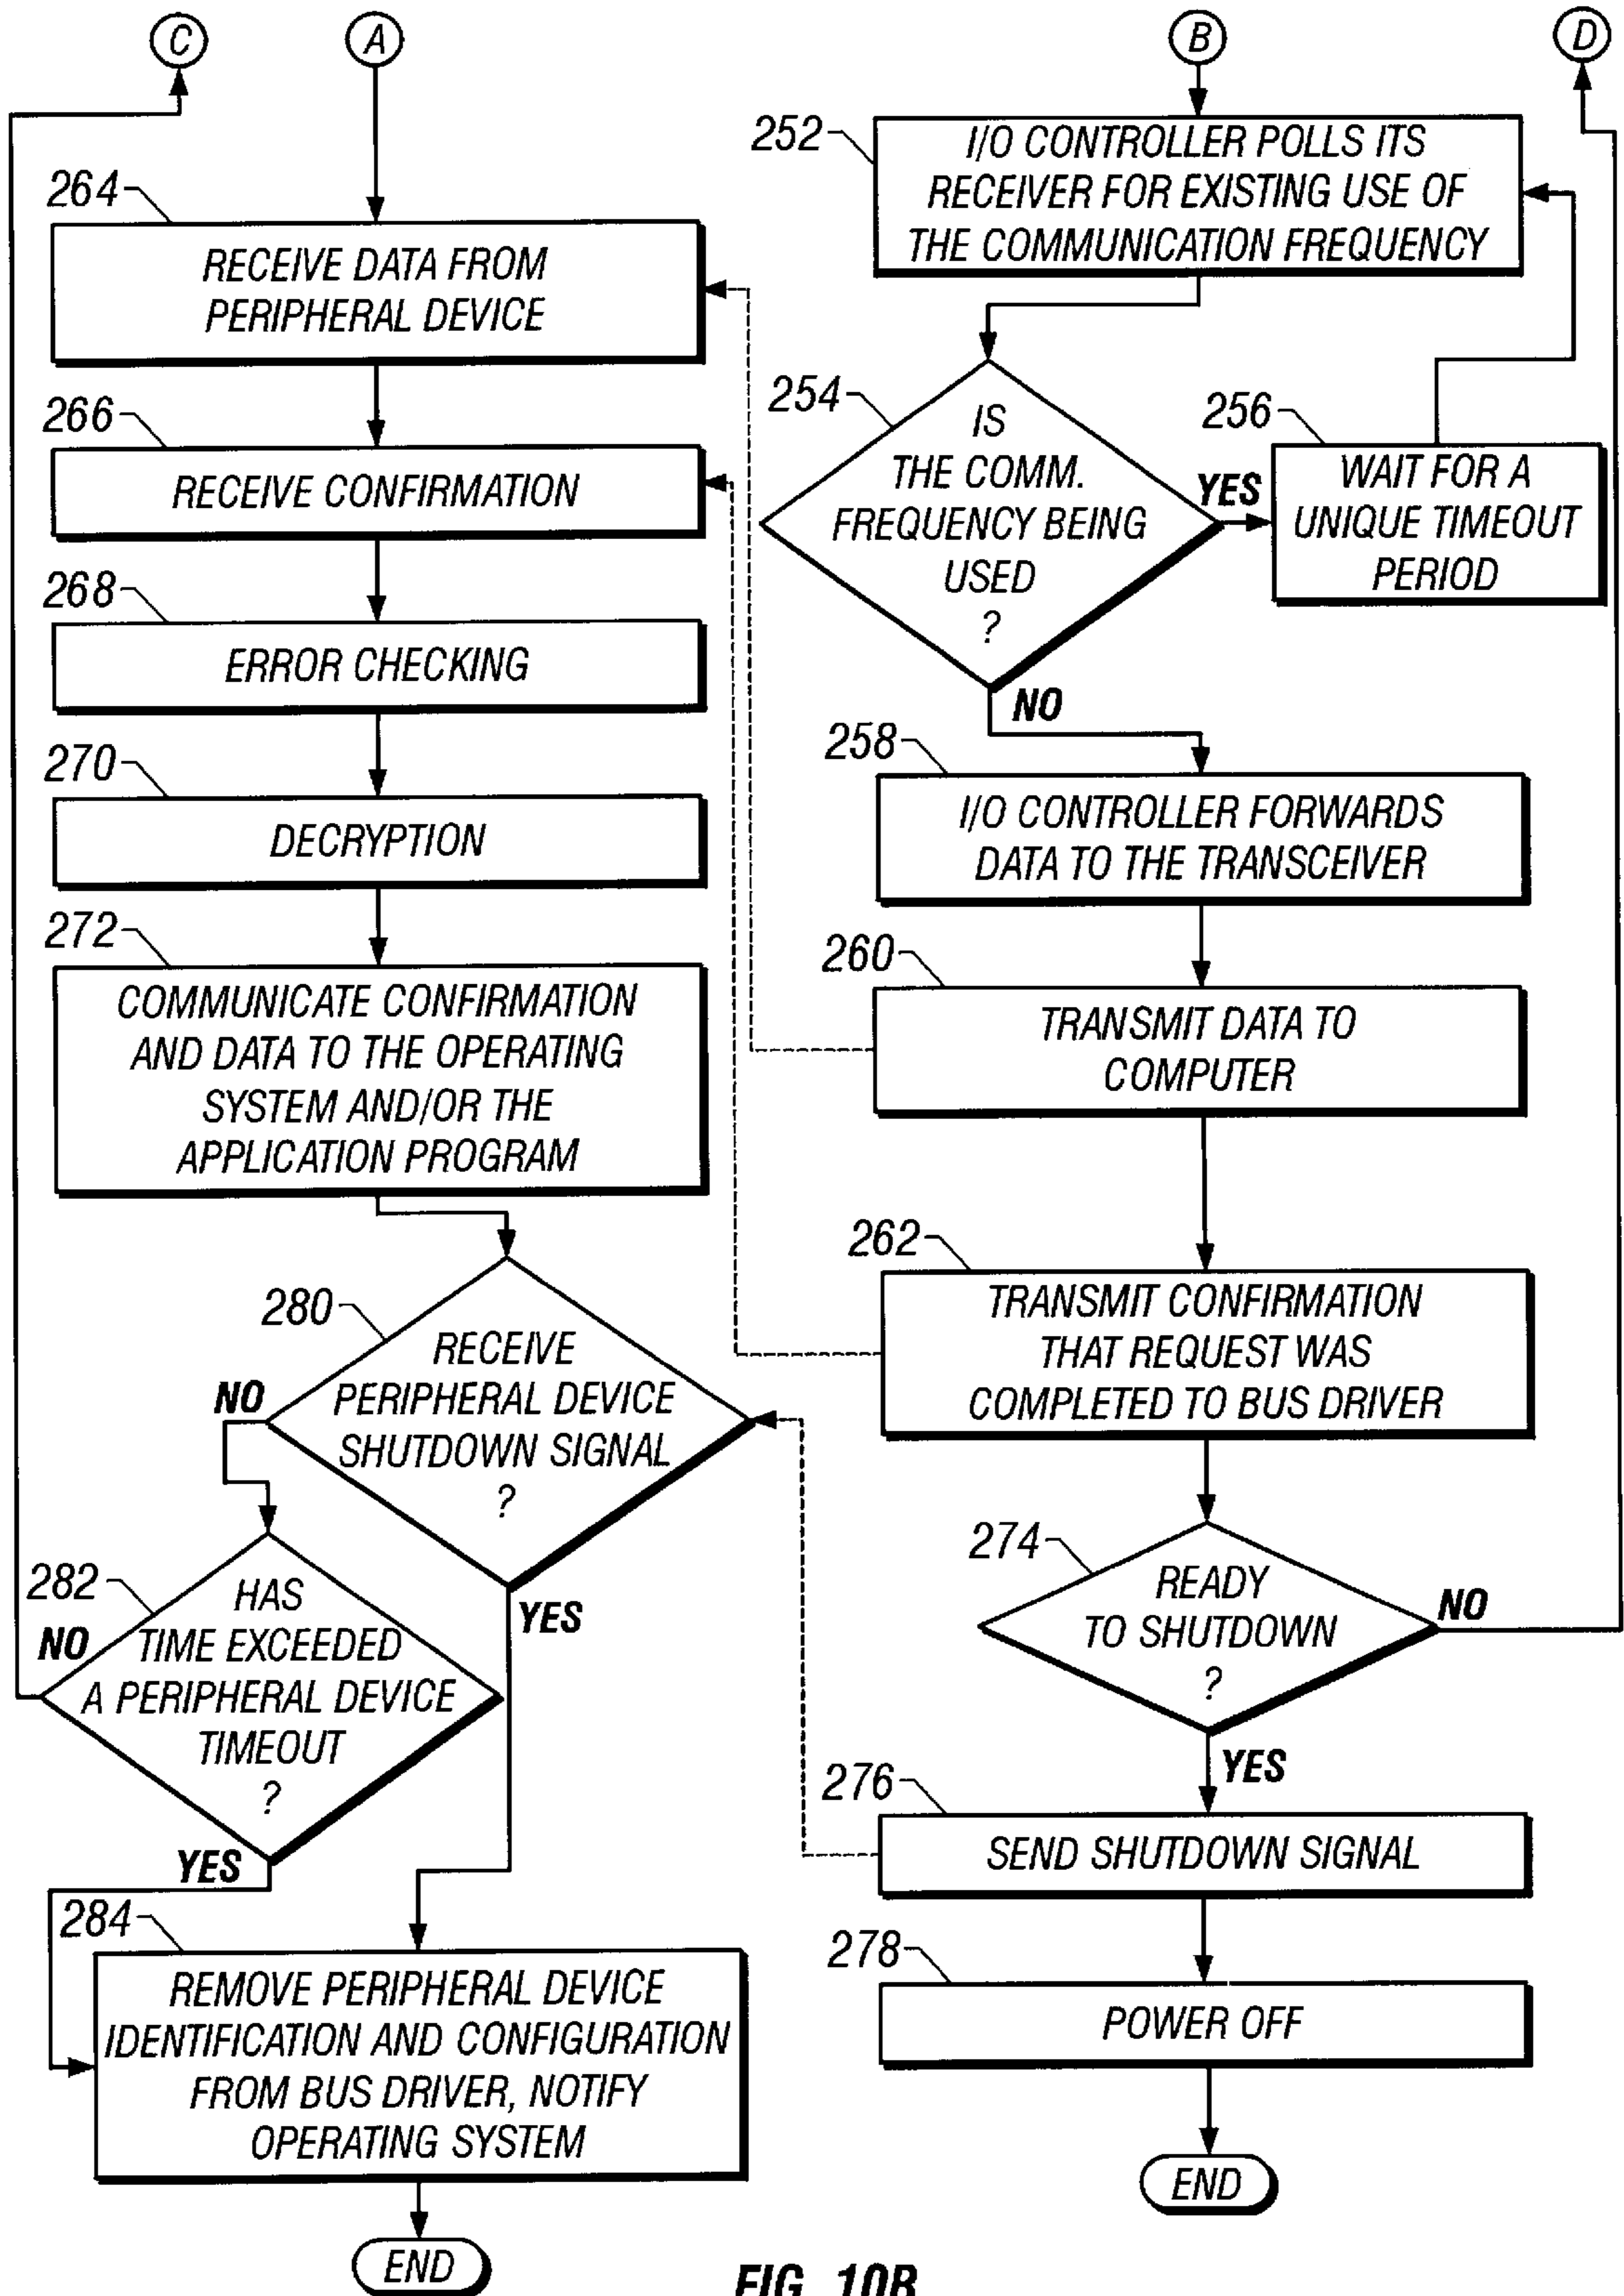 C
A
B
D
264
RECEIVE DATA FROM
PERIPHERAL DEVICE
266
RECEIVE CONFIRMATION
268
ERROR CHECKING
270
DECRYPTION
272
COMMUNICATE CONFIRMATION
AND DATA TO THE OPERATING
SYSTEM AND/OR THE
APPLICATION PROGRAM
280
RECEIVE
PERIPHERAL DEVICE
SHUTDOWN SIGNAL
?
NO
YES
282
HAS
TIME EXCEEDED
A PERIPHERAL DEVICE
TIMEOUT
?
NO
YES
284
REMOVE PERIPHERAL DEVICE
IDENTIFICATION AND CONFIGURATION
FROM BUS DRIVER, NOTIFY
OPERATING SYSTEM
END
252
I/O CONTROLLER POLLS ITS
RECEIVER FOR EXISTING USE OF
THE COMMUNICATION FREQUENCY
254
IS
THE COMM.
FREQUENCY BEING
USED
?
YES
NO
256
WAIT FOR A
UNIQUE TIMEOUT
PERIOD
258
I/O CONTROLLER FORWARDS
DATA TO THE TRANSCEIVER
260
TRANSMIT DATA TO
COMPUTER
262
TRANSMIT CONFIRMATION
THAT REQUEST WAS
COMPLETED TO BUS DRIVER
274
READY
TO SHUTDOWN
?
NO
YES
276
SEND SHUTDOWN SIGNAL
278
POWER OFF
END
FIG. 10B